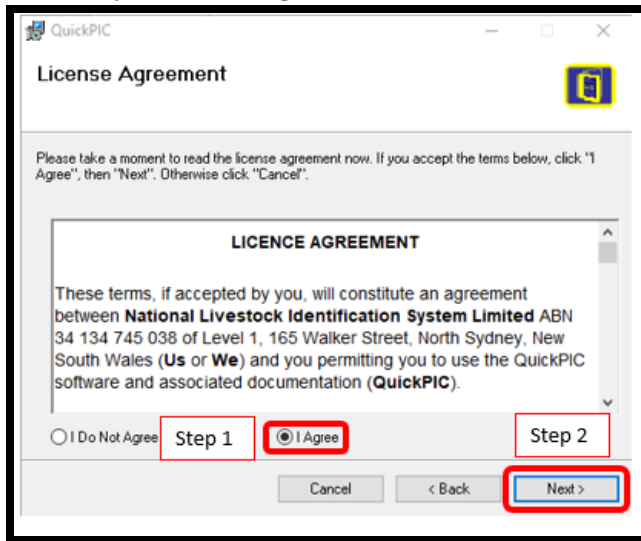 QuickPIC
License Agreement
Please take a moment to read the license agreement now. If you accept the terms below, click "I
Agree", then "Next". Otherwise click "Cancel".
LICENCE AGREEMENT
These terms, if accepted by you, will constitute an agreement
between National Livestock Identification System Limited ABN
34 134 745 038 of Level 1, 165 Walker Street, North Sydney, New
South Wales (Us or We) and you permitting you to use the QuickPIC
software and associated documentation (QuickPIC).
I Do Not Agree Step 1 I Agree Step 2
Cancel < Back Next >